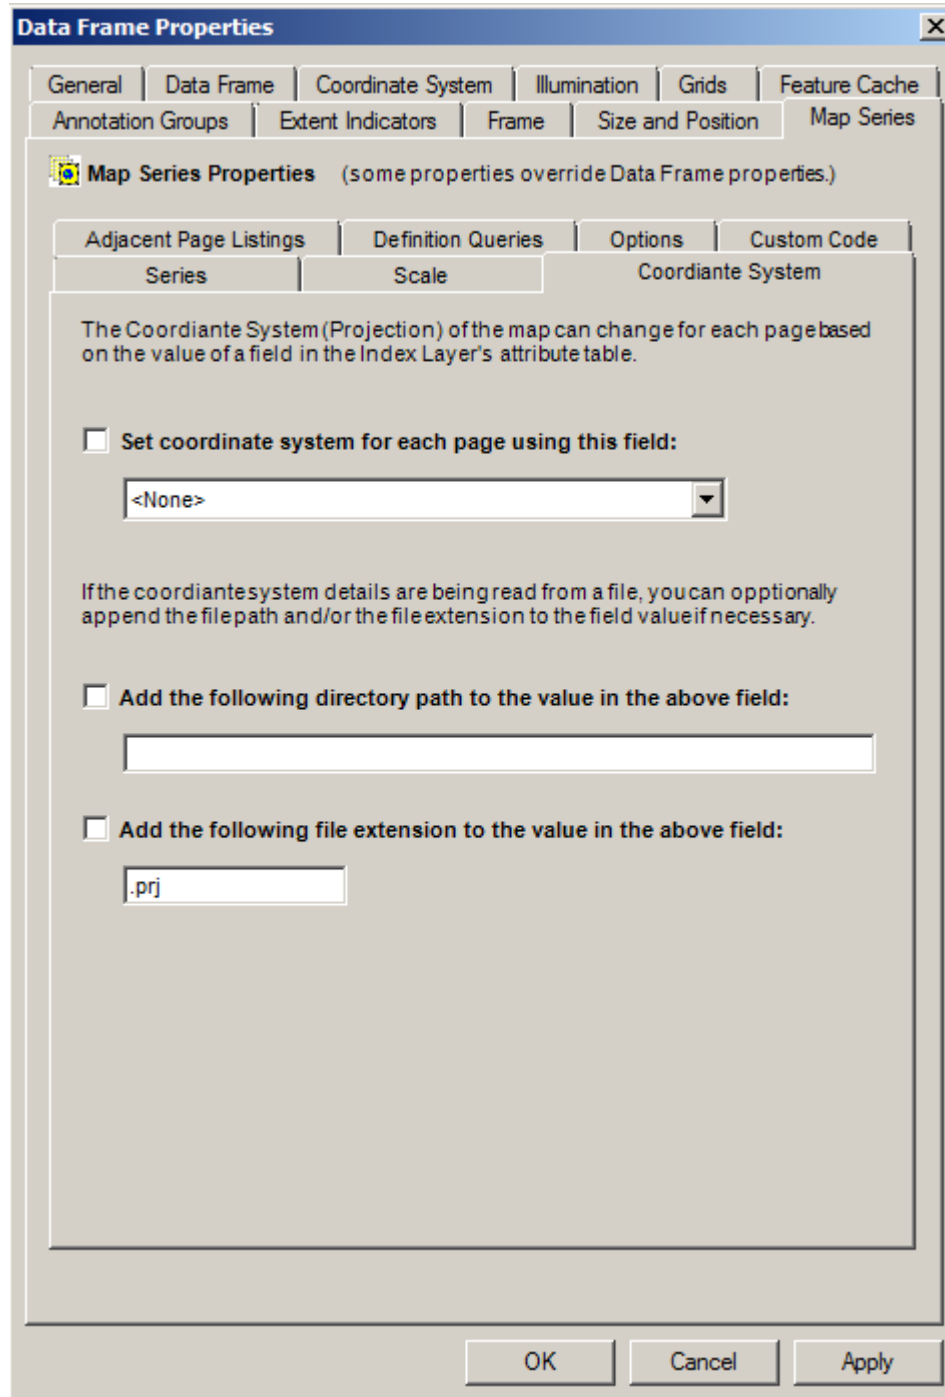 Data Frame Properties
General Data Frame Coordinate System Illumination Grids Feature Cache
Annotation Groups Extent Indicators Frame Size and Position Map Series
Map Series Properties (some properties override Data Frame properties.)
Adjacent Page Listings Definition Queries Options Custom Code
Series Scale Coordiante System
The Coordiante System (Projection) of the map can change for each page based
on the value of a field in the Index Layer's attribute table.
Set coordinate system for each page using this field:
<None>
If the coordiante system details are being read from a file, you can opptionally
append the file path and/or the file extension to the field value if necessary.
Add the following directory path to the value in the above field:
Add the following file extension to the value in the above field:
.prj
OK Cancel Apply